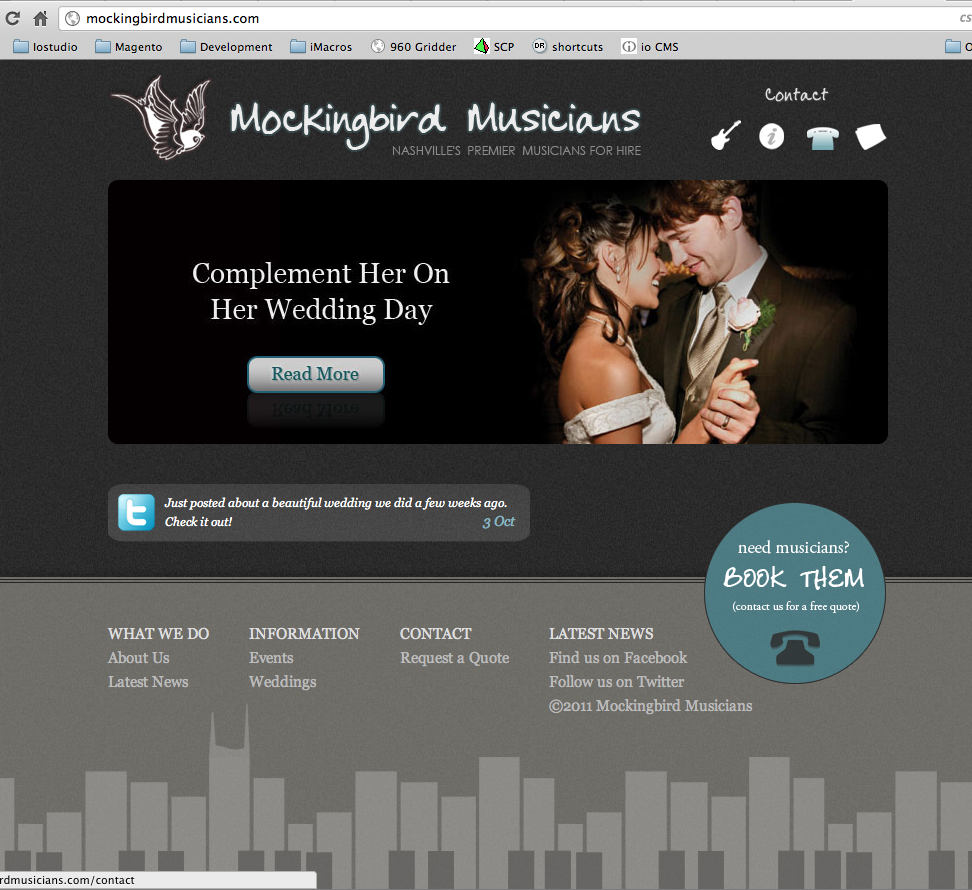 mockingbirdmusicians.com
CS
Iostudio Magento Development iMacros 960 Gridder SCP DR shortcuts io CMS O
Contact
Mockingbird Musicians
NASHVILLE'S PREMIER MUSICIANS FOR HIRE
i
Complement Her On
Her Wedding Day
Read More
Read More
Just posted about a beautiful wedding we did a few weeks ago.
Check it out! 3 Oct
need musicians?
BOOK THEM
(contact us for a free quote)
WHAT WE DO INFORMATION CONTACT LATEST NEWS
About Us Events Request a Quote Find us on Facebook
Latest News Weddings Follow us on Twitter
©2011 Mockingbird Musicians
rdmusicians.com/contact